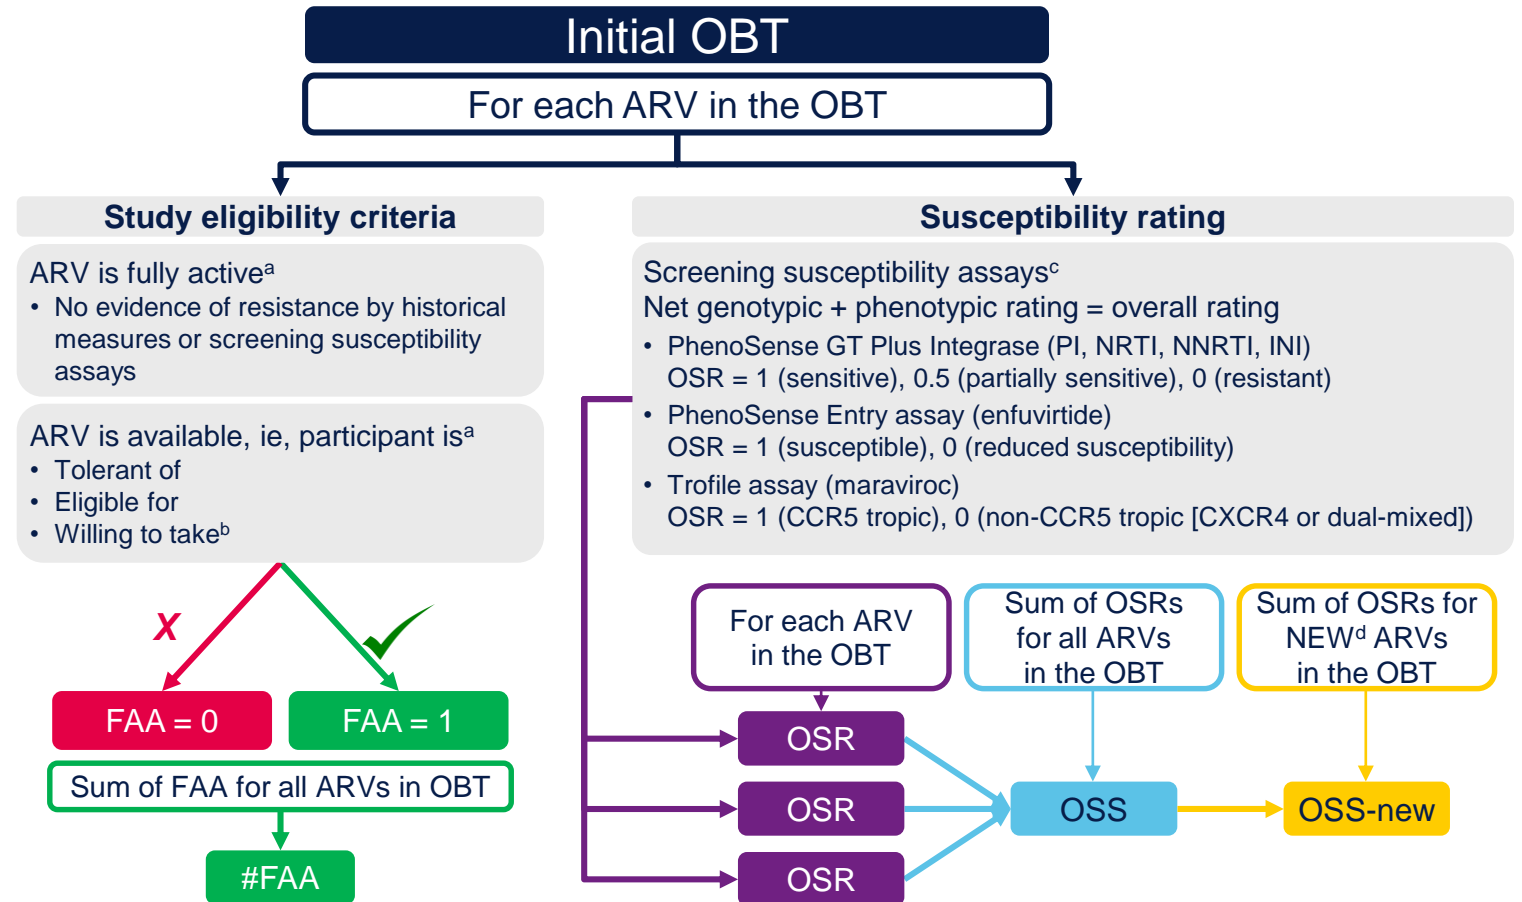 Initial OBT
For each ARV in the OBT
Study eligibility criteria
ARV is fully activeᵃ
• No evidence of resistance by historical
measures or screening susceptibility
assays
ARV is available, ie, participant isᵃ
• Tolerant of
• Eligible for
• Willing to takeᵇ
X
FAA = 0
FAA = 1
Sum of FAA for all ARVs in OBT
#FAA
Susceptibility rating
Screening susceptibility assaysᶜ
Net genotypic + phenotypic rating = overall rating
• PhenoSense GT Plus Integrase (PI, NRTI, NNRTI, INI)
OSR = 1 (sensitive), 0.5 (partially sensitive), 0 (resistant)
• PhenoSense Entry assay (enfuvirtide)
OSR = 1 (susceptible), 0 (reduced susceptibility)
• Trofile assay (maraviroc)
OSR = 1 (CCR5 tropic), 0 (non-CCR5 tropic [CXCR4 or dual-mixed])
For each ARV
in the OBT
Sum of OSRs
for all ARVs
in the OBT
Sum of OSRs for
NEWᵈ ARVs
in the OBT
OSR
OSR
OSR
OSS
OSS-new